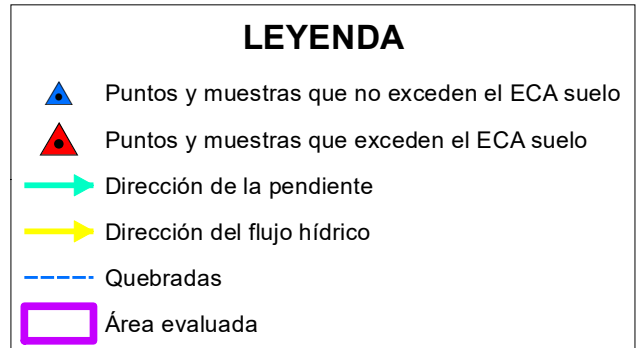 LEYENDA
Puntos y muestras que no exceden el ECA suelo
Puntos y muestras que exceden el ECA suelo
Dirección de la pendiente
Dirección del flujo hídrico
Quebradas
Área evaluada